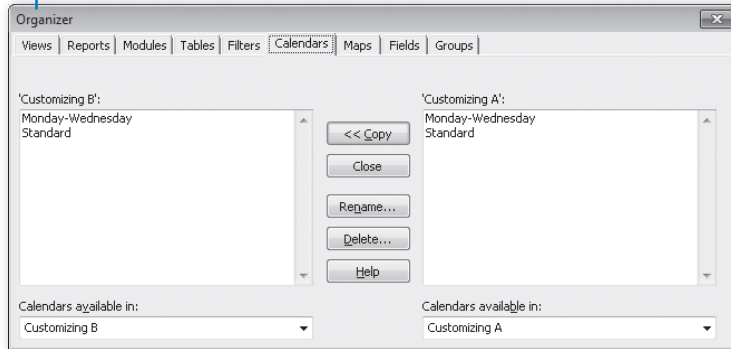 Organizer
Views Reports Modules Tables Filters Calendars Maps Fields Groups
'Customizing B':
Monday-Wednesday
Standard
<< Copy
Close
Rename...
Delete...
Help
'Customizing A':
Monday-Wednesday
Standard
Calendars available in:
Customizing B
Calendars available in:
Customizing A